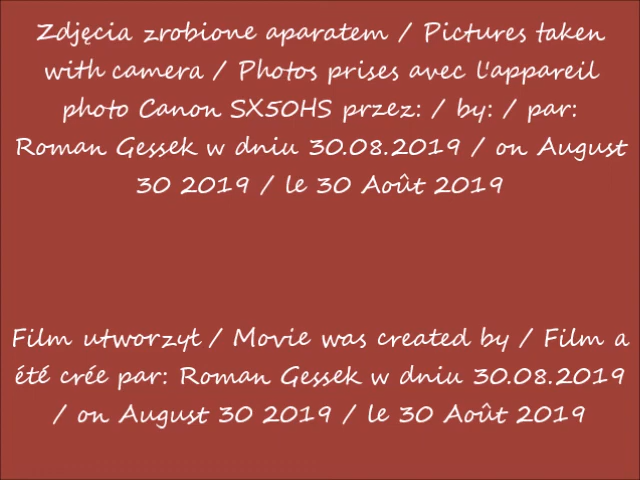 Zdjęcia zrobione aparatem / Pictures taken
with camera / Photos prises avec l'appareil
photo Canon SX50HS przez: / by: / par:
Roman Gessek w dniu 30.08.2019 / on August
30 2019 / le 30 Août 2019
Film utworzył / Movie was created by / Film a
été crée par: Roman Gessek w dniu 30.08.2019
/ on August 30 2019 / le 30 Août 2019